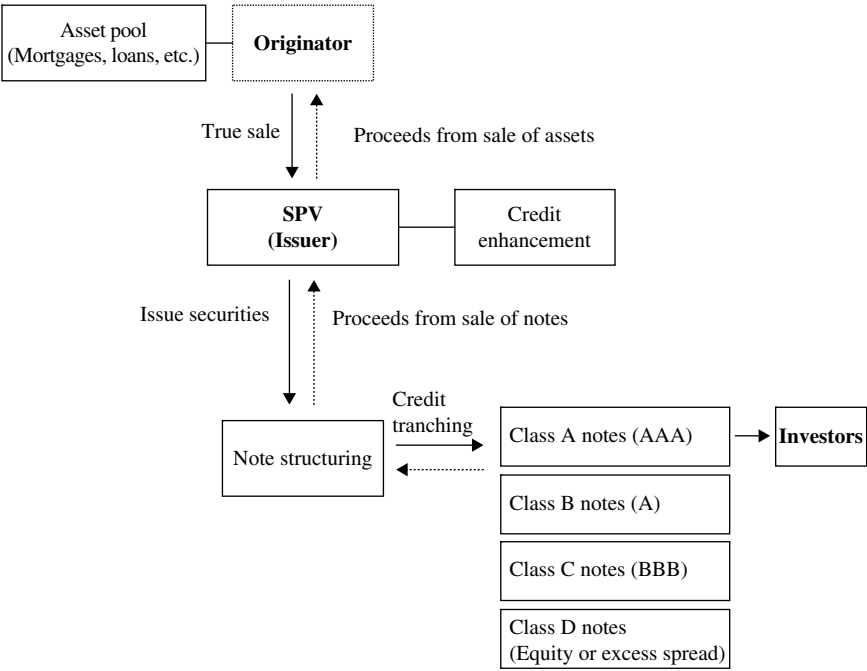 Asset pool
(Mortgages, loans, etc.)
Originator
True sale
Proceeds from sale of assets
SPV
(Issuer)
Credit
enhancement
Issue securities
Proceeds from sale of notes
Note structuring
Credit
tranching
Class A notes (AAA)
Investors
Class B notes (A)
Class C notes (BBB)
Class D notes
(Equity or excess spread)